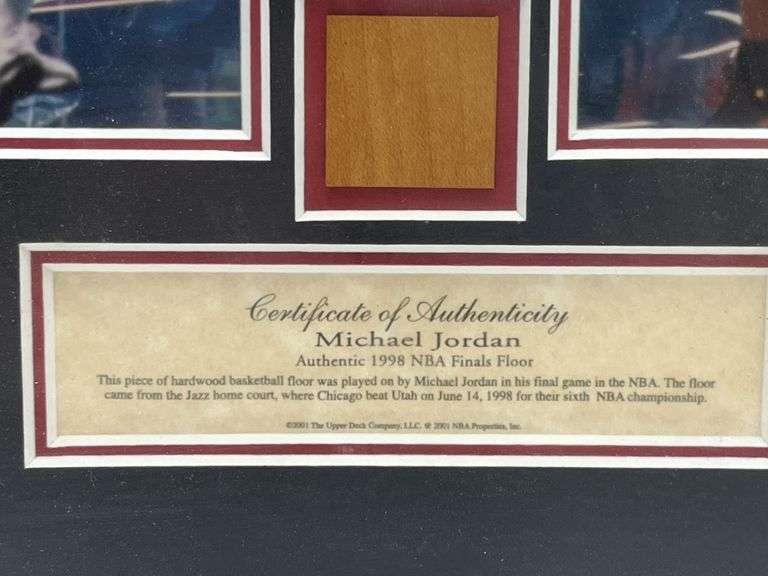 Certificate of Authenticity
Michael Jordan
Authentic 1998 NBA Finals Floor
This piece of hardwood basketball floor was played on by Michael Jordan in his final game in the NBA. The floor
came from the Jazz home court, where Chicago beat Utah on June 14, 1998 for their sixth NBA championship.
©2001 The Upper Deck Company, LLC. © 2001 NBA Properties, Inc.